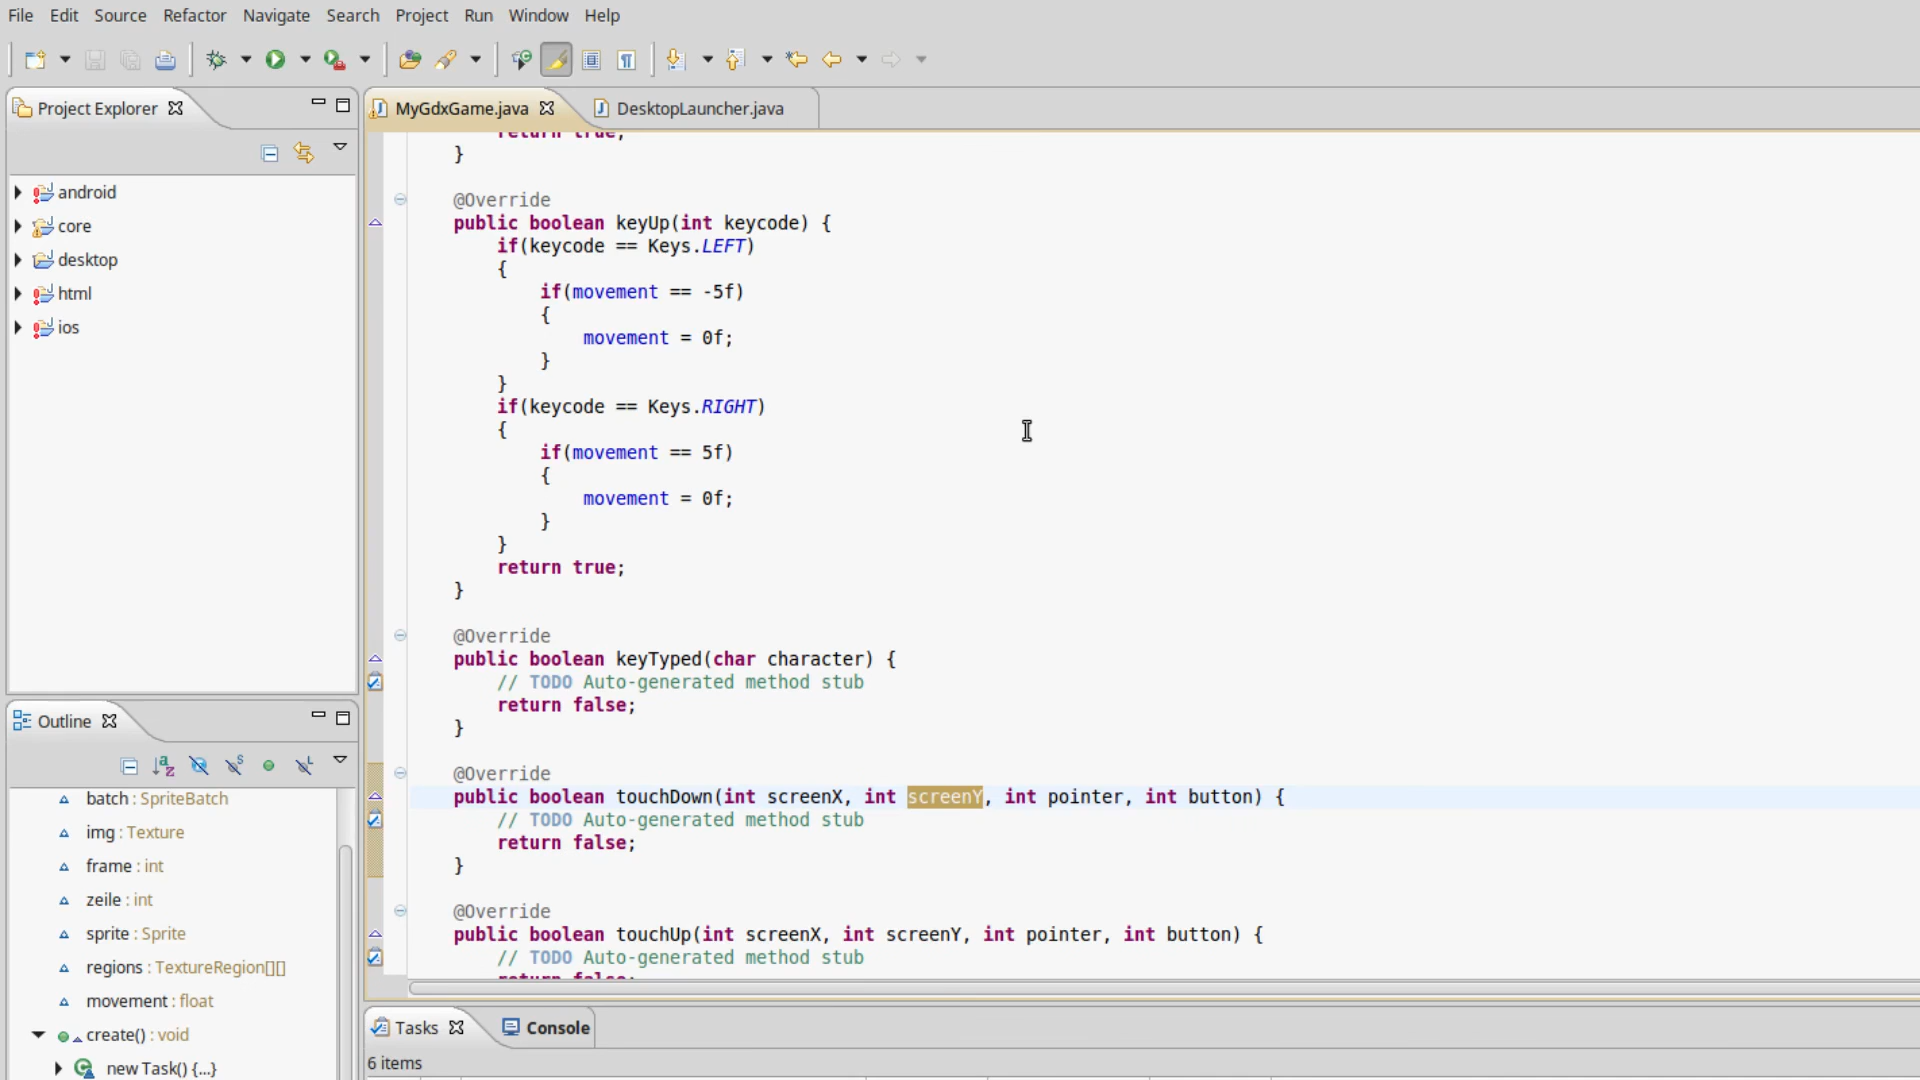 File Edit Source Refactor Navigate Search Project Run Window Help
Project Explorer
MyGdxGame.java
DesktopLauncher.java
android
core
desktop
html
ios
return true;
}
@Override
public boolean keyUp(int keycode) {
if(keycode == Keys.LEFT)
{
if(movement == -5f)
{
movement = 0f;
}
}
if(keycode == Keys.RIGHT)
{
if(movement == 5f)
{
movement = 0f;
}
}
return true;
}
@Override
public boolean keyTyped(char character) {
// TODO Auto-generated method stub
return false;
}
@Override
public boolean touchDown(int screenX, int screenY, int pointer, int button) {
// TODO Auto-generated method stub
return false;
}
@Override
public boolean touchUp(int screenX, int screenY, int pointer, int button) {
// TODO Auto-generated method stub
return false;
Outline
batch : SpriteBatch
img : Texture
frame : int
zeile : int
sprite : Sprite
regions : TextureRegion[][]
movement : float
create() : void
new Task() {...}
Tasks
Console
6 items